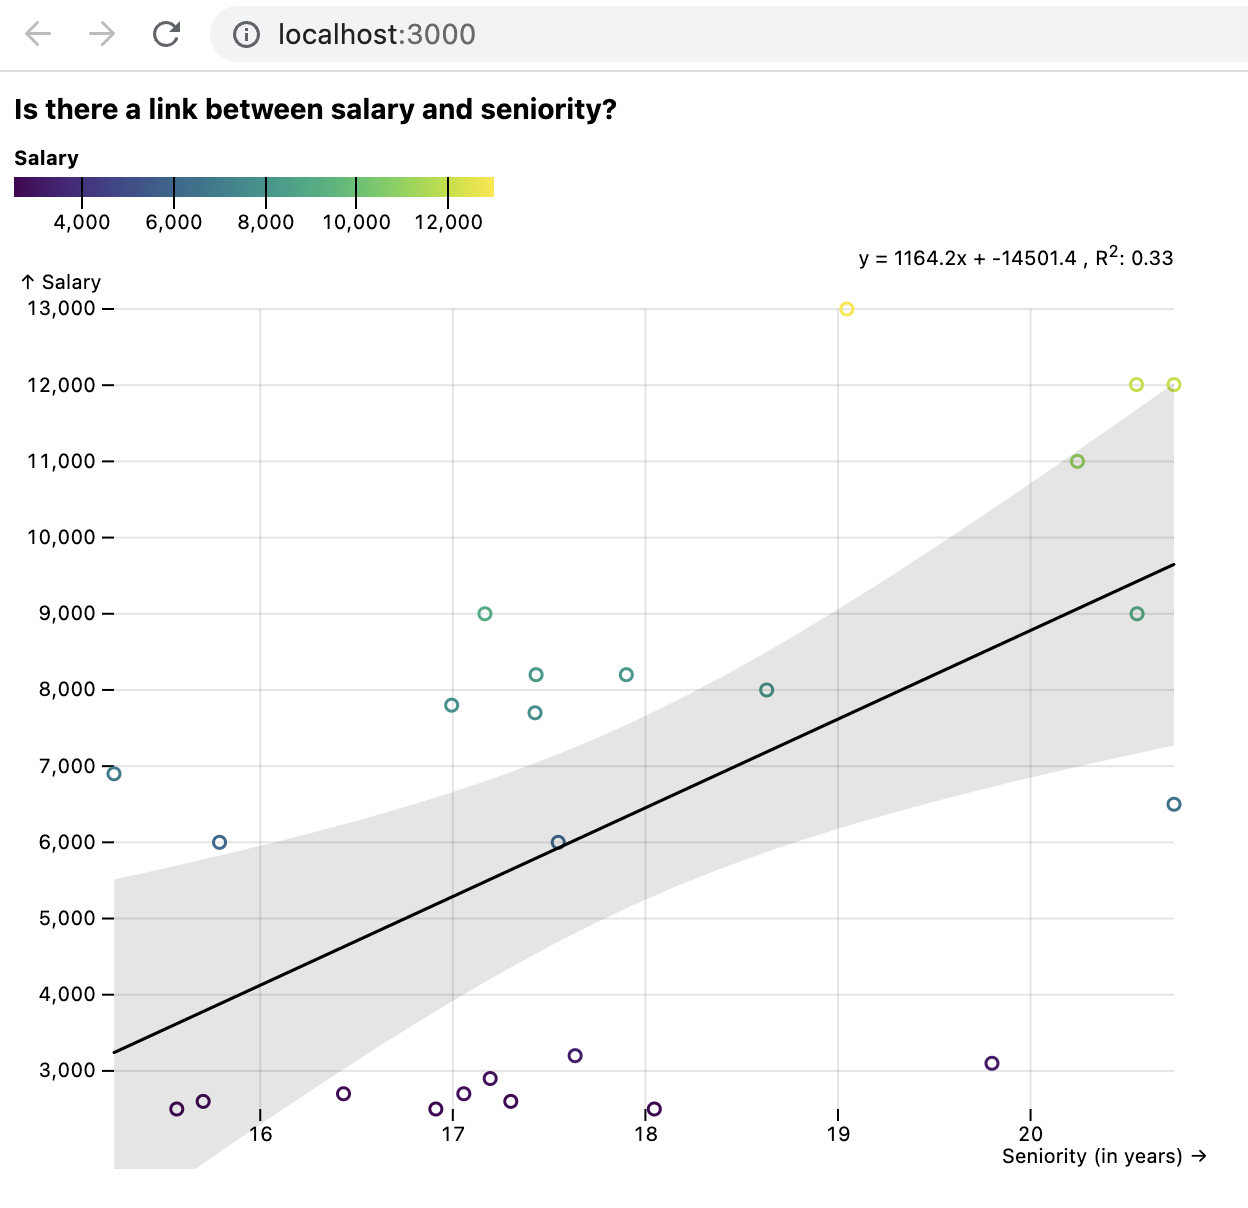 localhost:3000
Is there a link between salary and seniority?
Salary
4,000 6,000 8,000 10,000 12,000
y = 1164.2x + -14501.4 , R²: 0.33
↑ Salary
13,000
12,000
11,000
10,000
9,000
8,000
7,000
6,000
5,000
4,000
3,000
16 17 18 19 20
Seniority (in years) →